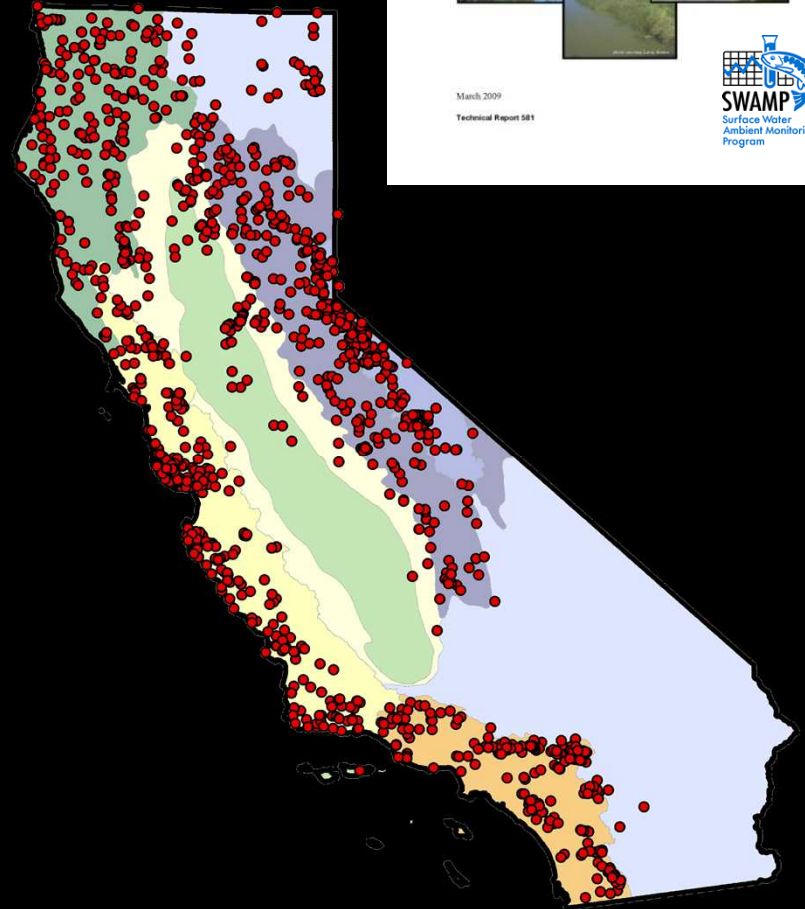 March 2009
Technical Report 581
SWAMP
Surface Water
Ambient Monitori
Program